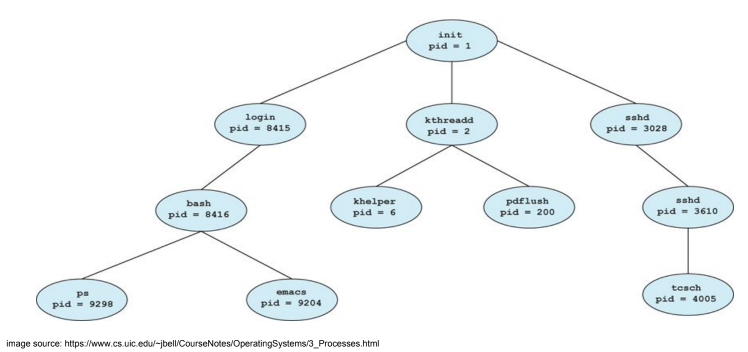 init
pid = 1
login
pid = 8415
kthreadd
pid = 2
sshd
pid = 3028
bash
pid = 8416
khelper
pid = 6
pdflush
pid = 200
sshd
pid = 3610
ps
pid = 9298
emacs
pid = 9204
tcsch
pid = 4005
image source: https://www.cs.uic.edu/~jbell/CourseNotes/OperatingSystems/3_Processes.html